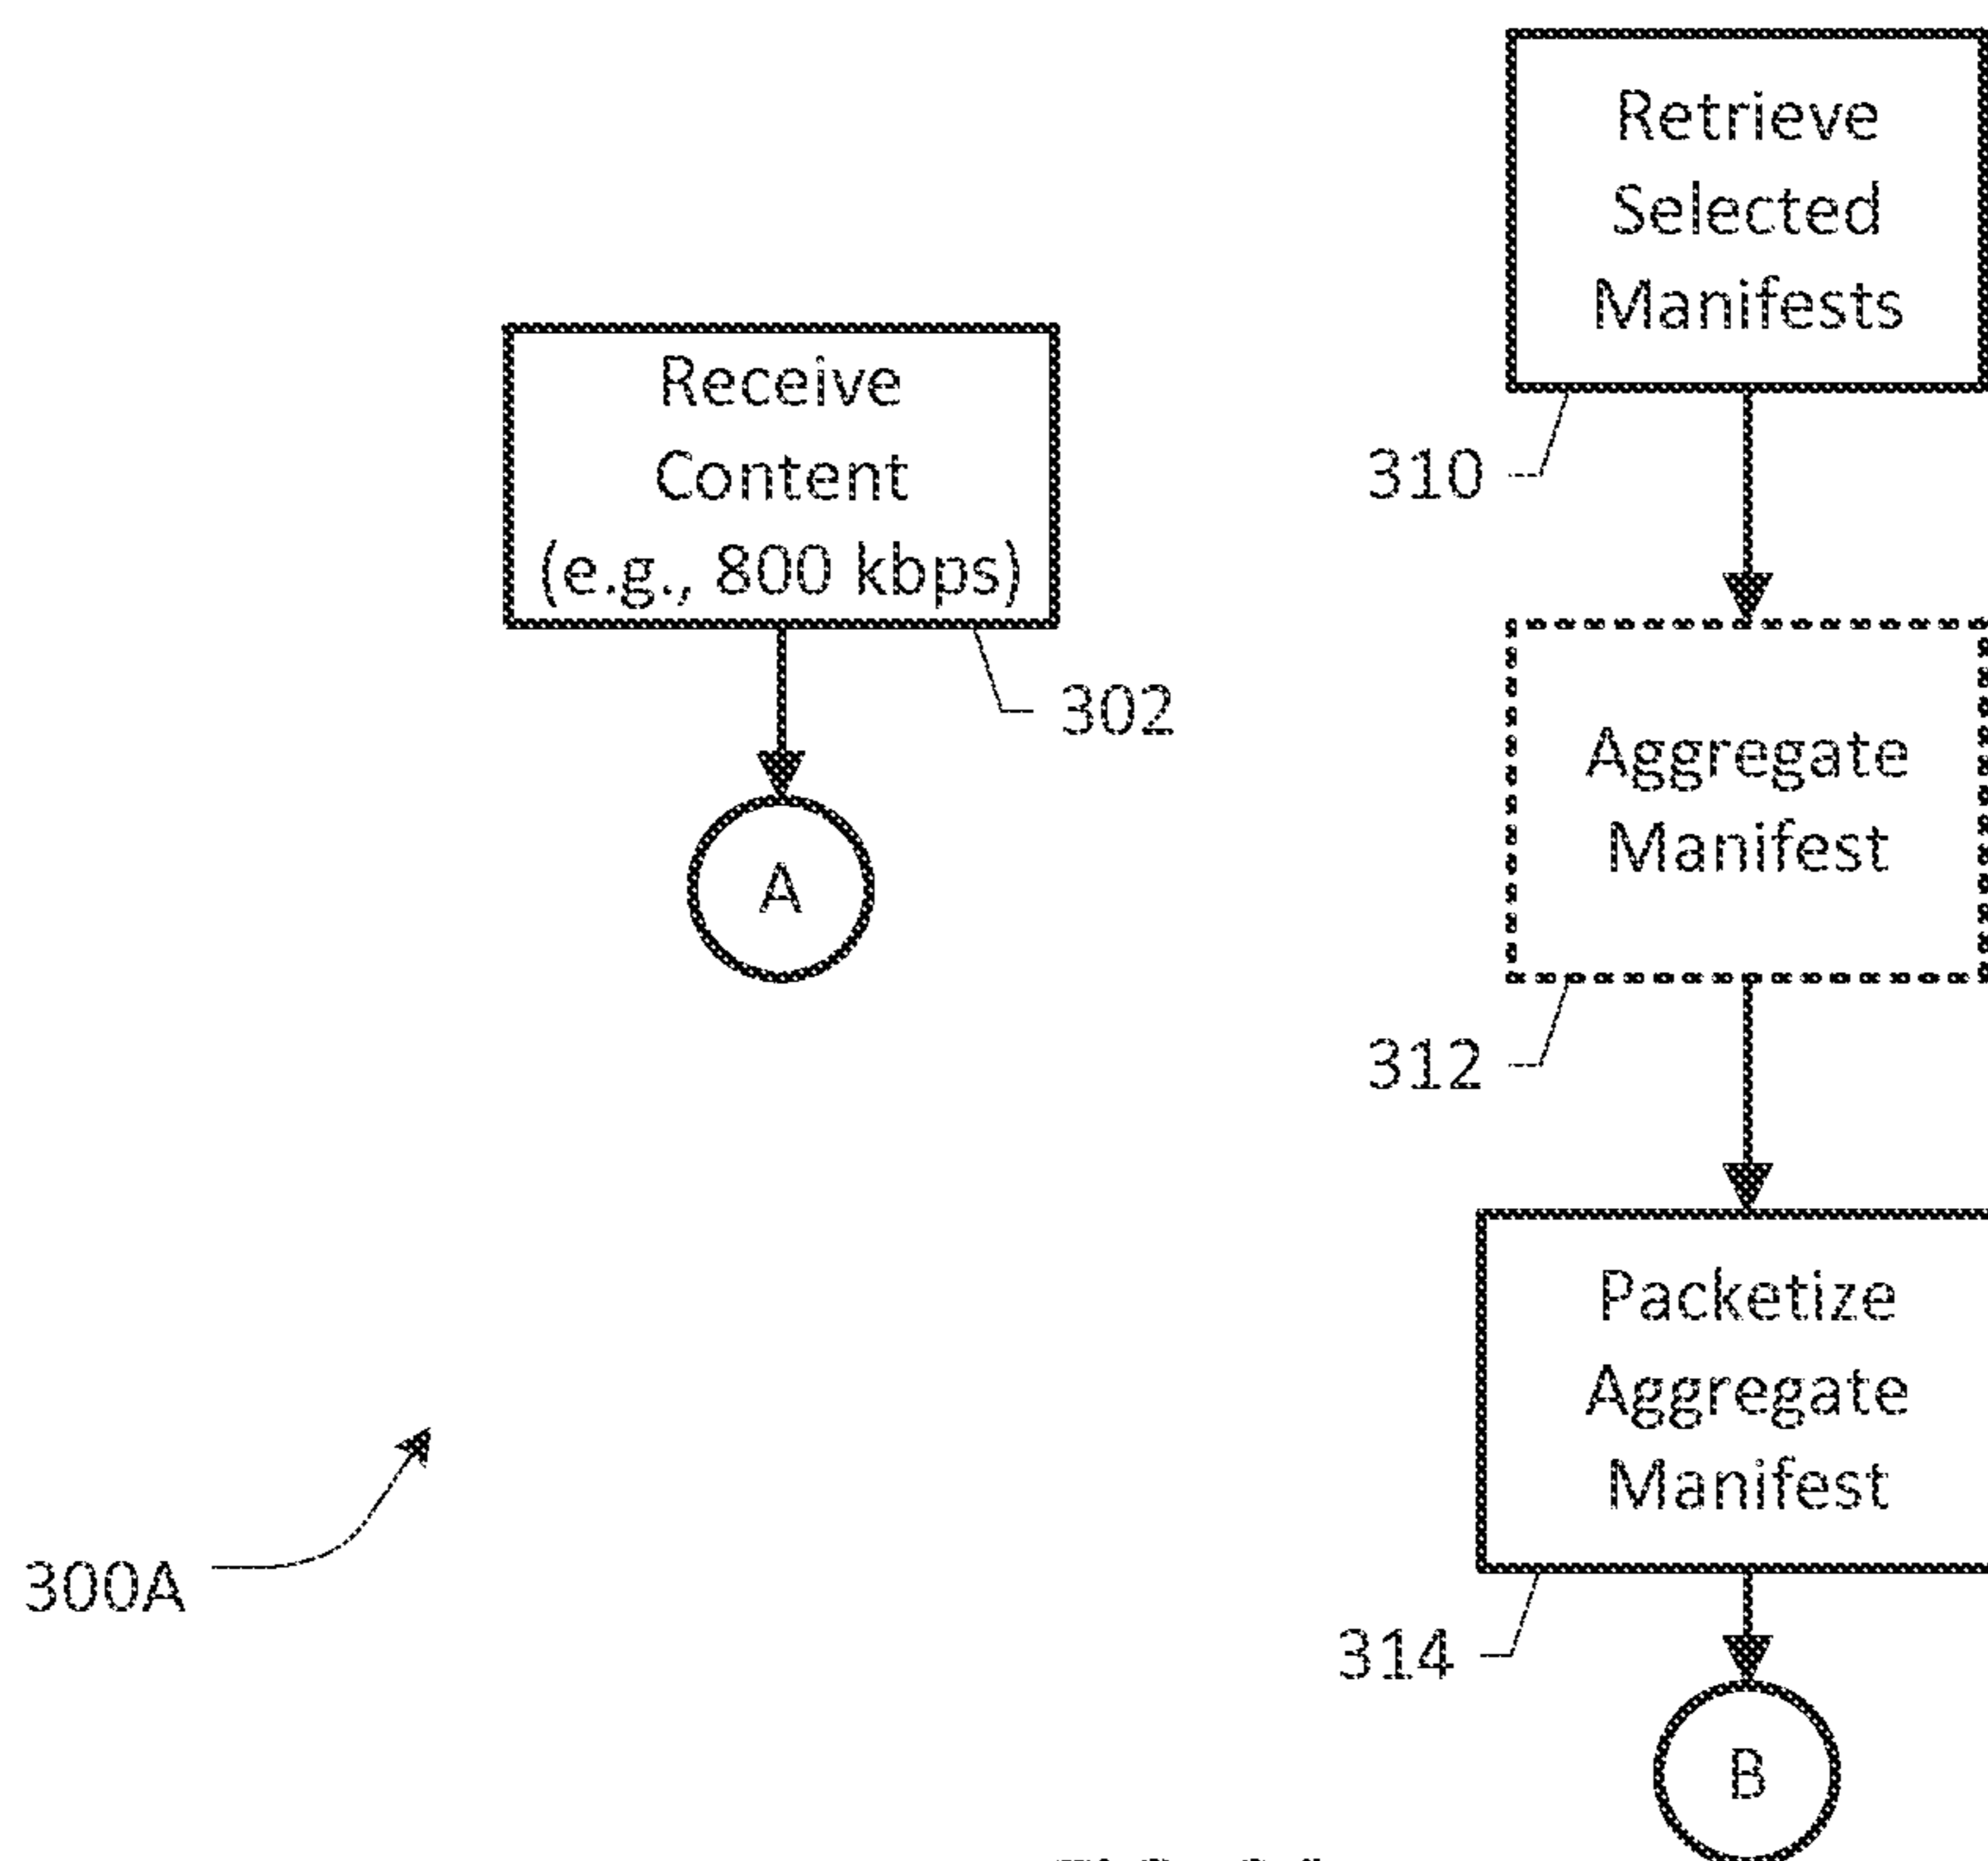 Receive
Content
(e.g., 800 kbps)
302
A
Retrieve
Selected
Manifests
310
Aggregate
Manifest
312
Packetize
Aggregate
Manifest
314
B
300A